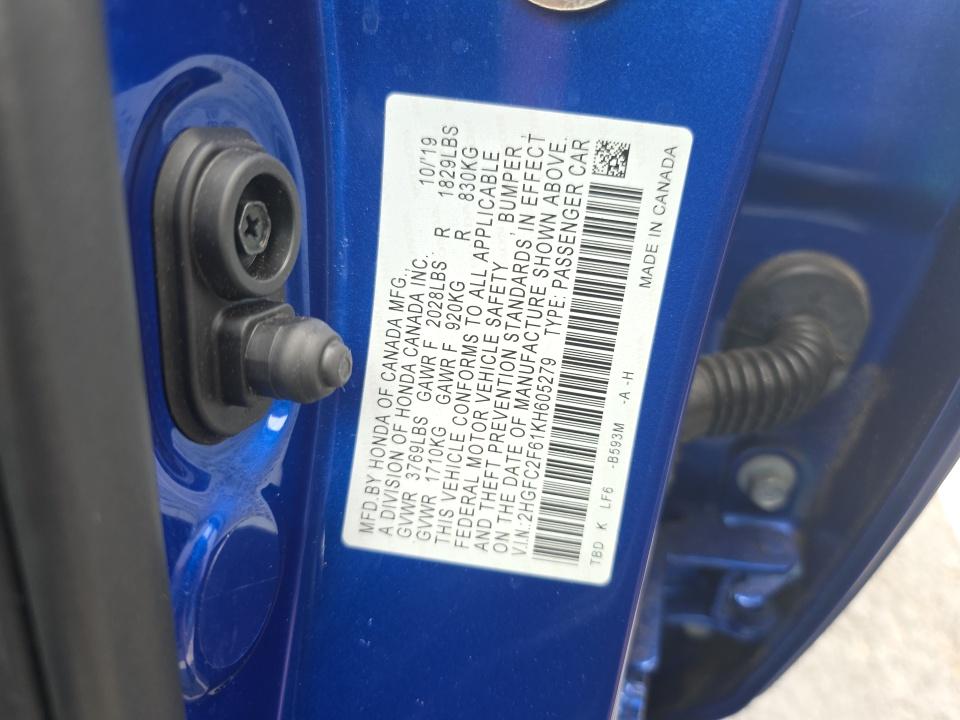 MFD.BY HONDA OF CANADA MFG., 10/'19
A DIVISION OF HONDA CANADA INC.
GVWR 3769LBS GAWR F 2028LBS R 1829LBS
GVWR 1710KG GAWR F 920KG R 830KG
THIS VEHICLE CONFORMS TO ALL APPLICABLE
FEDERAL MOTOR VEHICLE SAFETY, BUMPER,
AND THEFT PREVENTION STANDARDS IN EFFECT
ON THE DATE OF MANUFACTURE SHOWN ABOVE.
V.I.N.:2HGFC2F61KH605279 TYPE: PASSENGER CAR
TBD K LF6 -B593M -A -H MADE IN CANADA